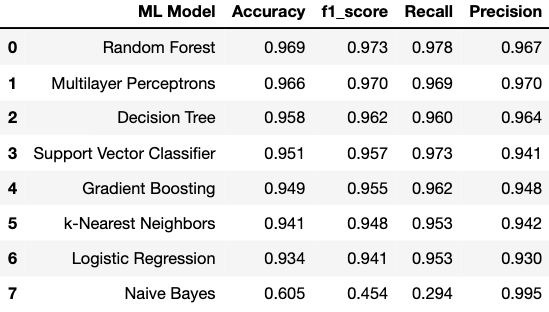 ML Model Accuracy f1_score Recall Precision
0 Random Forest 0.969 0.973 0.978 0.967
1 Multilayer Perceptrons 0.966 0.970 0.969 0.970
2 Decision Tree 0.958 0.962 0.960 0.964
3 Support Vector Classifier 0.951 0.957 0.973 0.941
4 Gradient Boosting 0.949 0.955 0.962 0.948
5 k-Nearest Neighbors 0.941 0.948 0.953 0.942
6 Logistic Regression 0.934 0.941 0.953 0.930
7 Naive Bayes 0.605 0.454 0.294 0.995